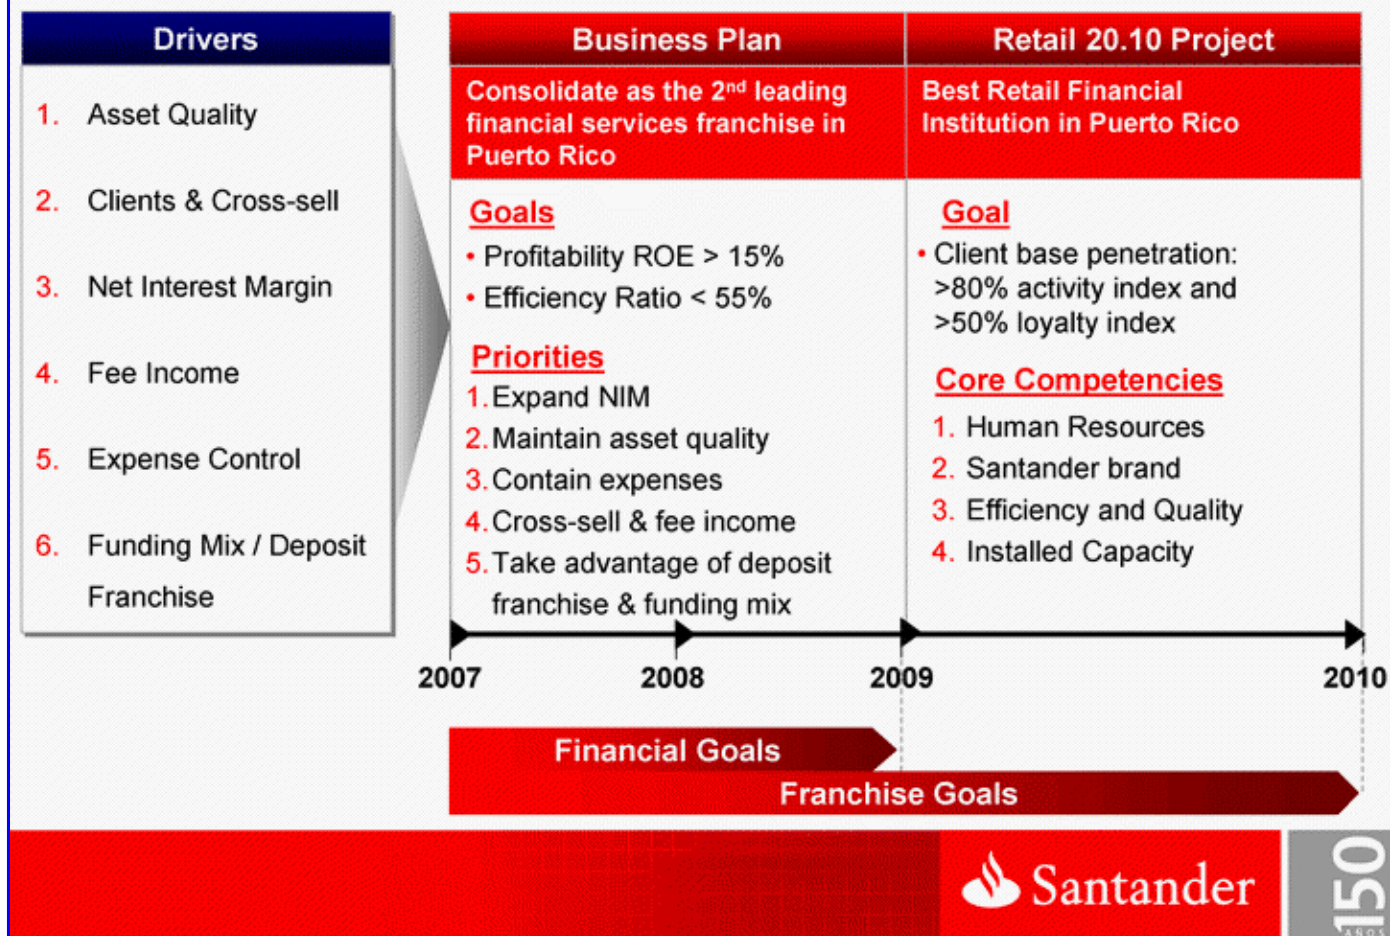 Drivers
1. Asset Quality
2. Clients & Cross-sell
3. Net Interest Margin
4. Fee Income
5. Expense Control
6. Funding Mix / Deposit
Franchise
Business Plan
Consolidate as the 2nd leading
financial services franchise in
Puerto Rico
Goals
• Profitability ROE > 15%
• Efficiency Ratio < 55%
Priorities
1. Expand NIM
2. Maintain asset quality
3. Contain expenses
4. Cross-sell & fee income
5. Take advantage of deposit
franchise & funding mix
Retail 20.10 Project
Best Retail Financial
Institution in Puerto Rico
Goal
• Client base penetration:
>80% activity index and
>50% loyalty index
Core Competencies
1. Human Resources
2. Santander brand
3. Efficiency and Quality
4. Installed Capacity
2007 2008 2009 2010
Financial Goals
Franchise Goals
Santander
150
AÑOS